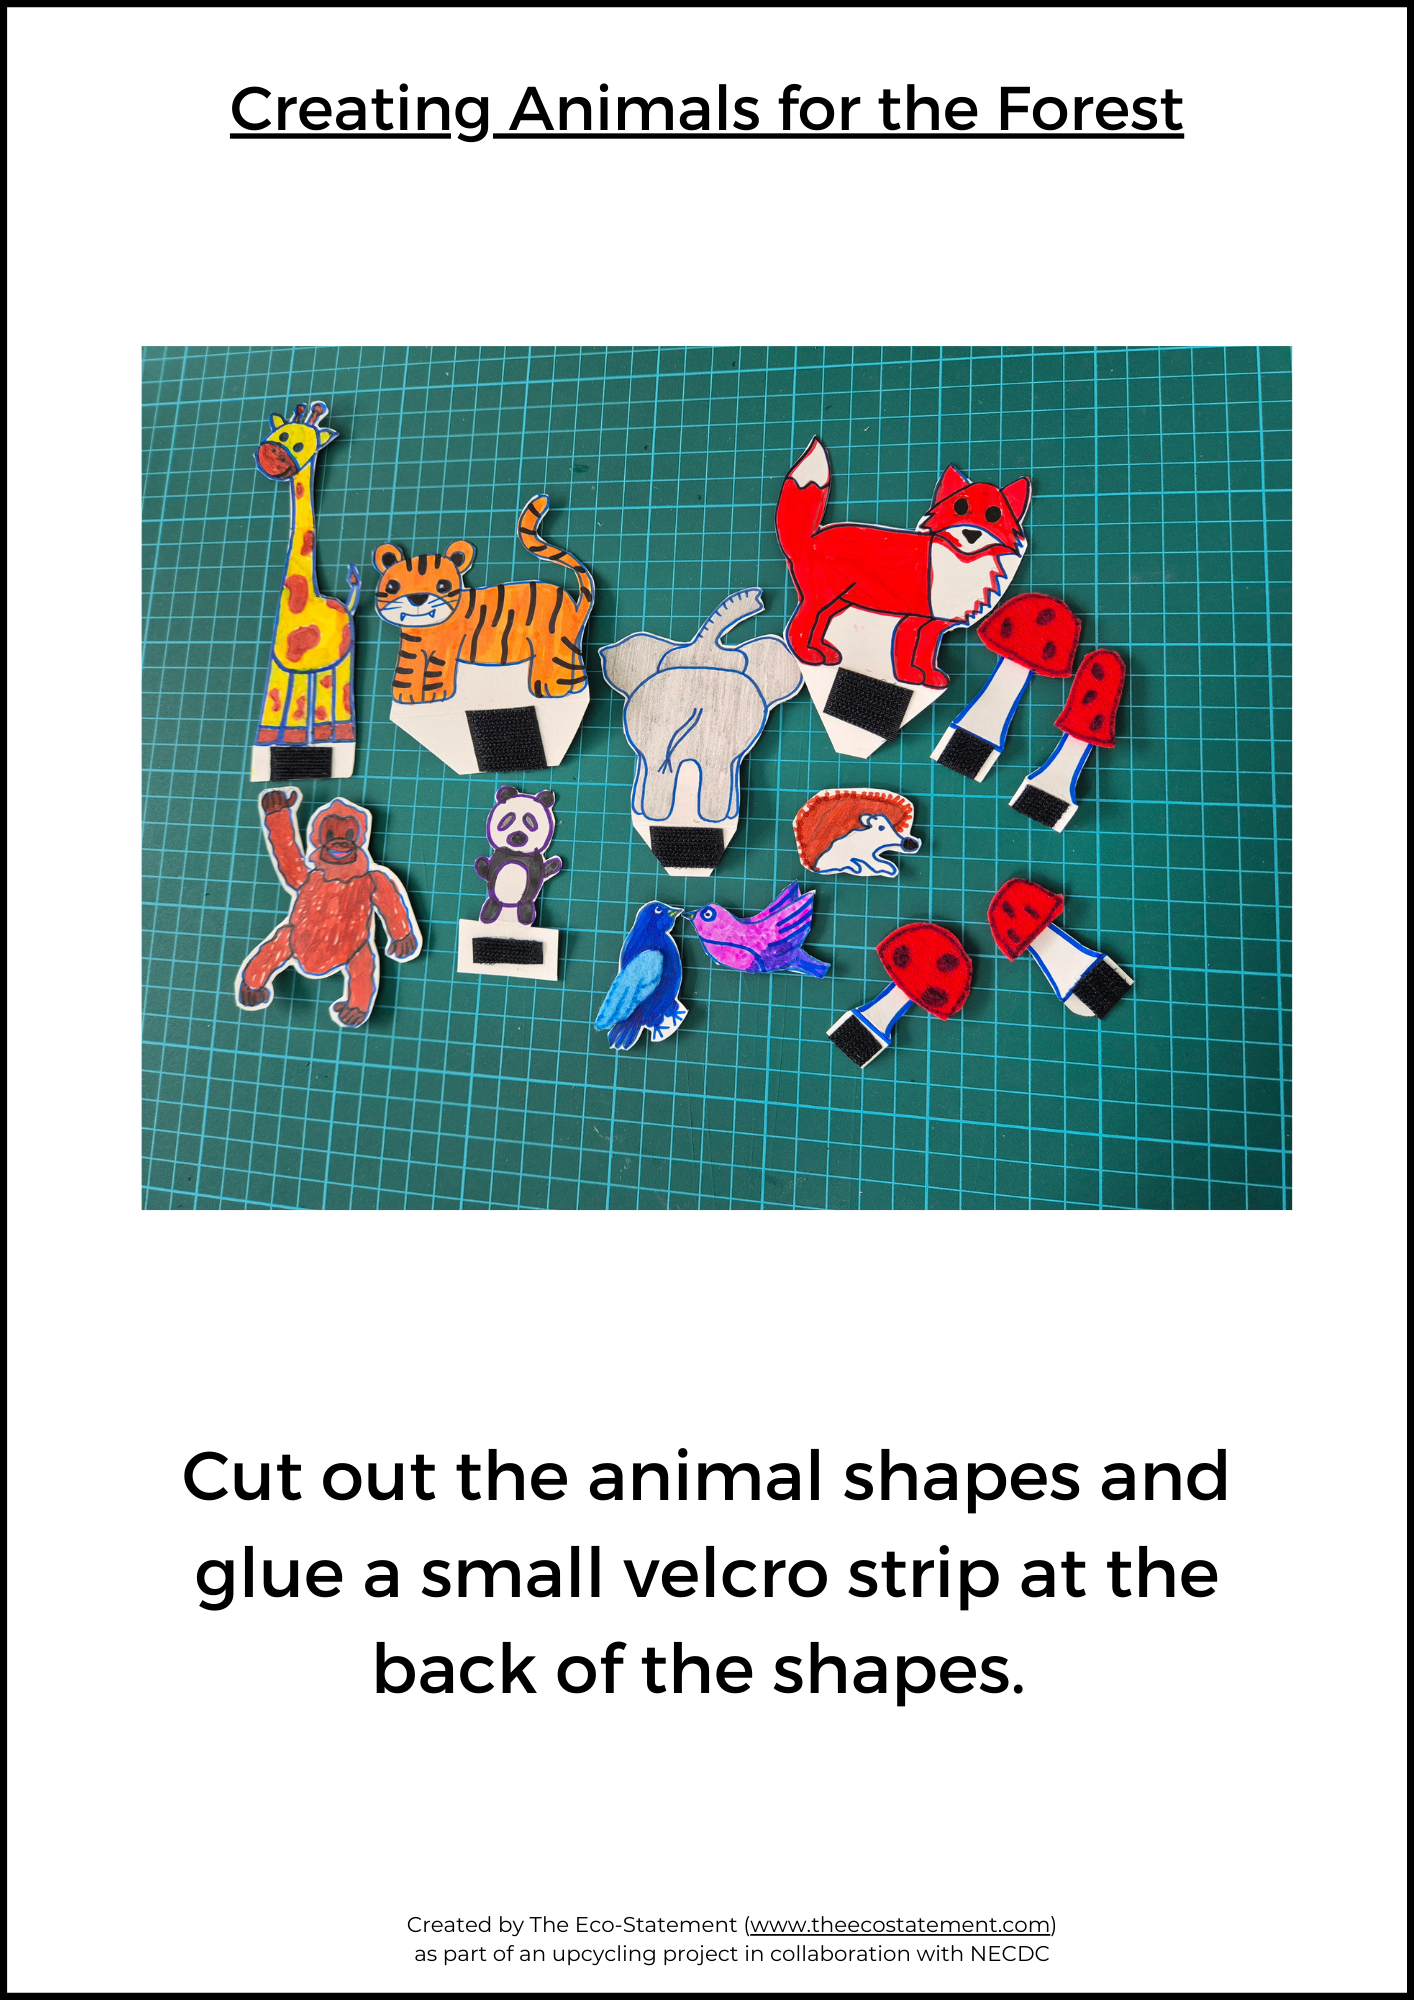 Creating Animals for the Forest
Cut out the animal shapes and
glue a small velcro strip at the
back of the shapes.
Created by The Eco-Statement (www.theecostatement.com)
as part of an upcycling project in collaboration with NECDC